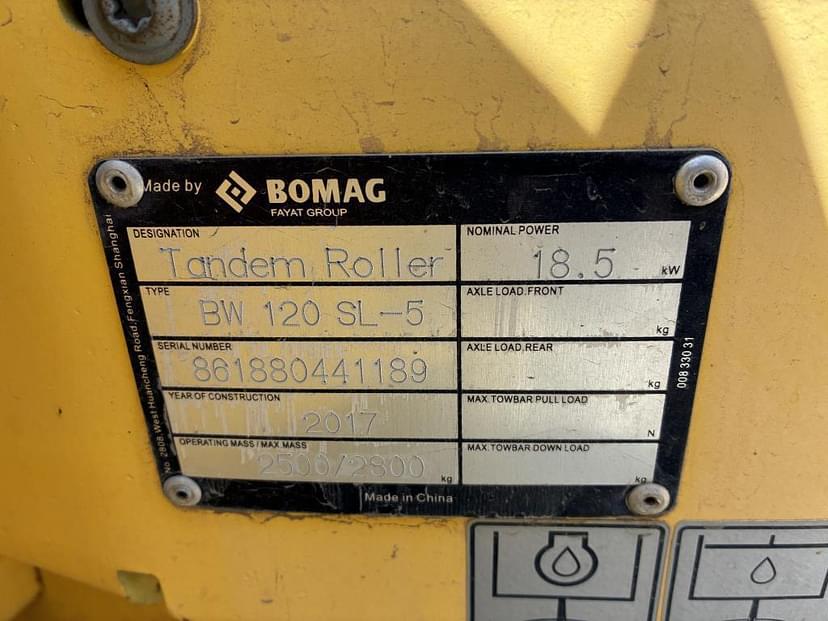 Made by BOMAG
FAYAT GROUP
DESIGNATION
Tandem Roller
NOMINAL POWER
18.5 kW
TYPE
BW 120 SL-5
AXLE LOAD,FRONT
kg
SERIAL NUMBER
861880441189
AXLE LOAD,REAR
kg
YEAR OF CONSTRUCTION
2017
MAX.TOWBAR PULL LOAD
N
OPERATING MASS / MAX.MASS
2500/2800 kg
MAX.TOWBAR DOWN LOAD
kg
Made in China
No. 2808, West Huancheng Road, Fengxian Shanghai
008 330 31